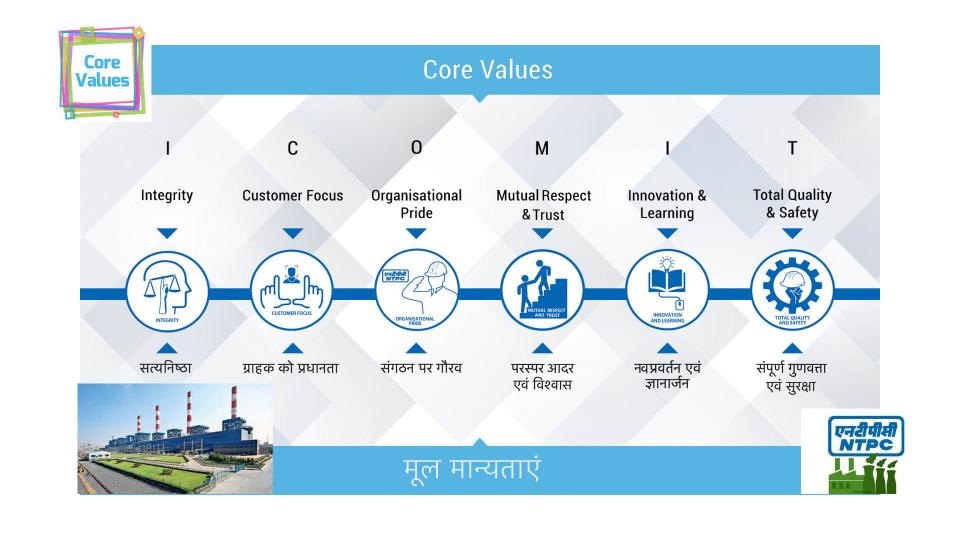 Core
Values
Core Values
I C O M I T
Integrity
Customer Focus
Organisational
Pride
Mutual Respect
& Trust
Innovation &
Learning
Total Quality
& Safety
INTEGRITY
CUSTOMER FOCUS
एनटीपीसी
NTPC
ORGANISATIONAL
PRIDE
MUTUAL RESPECT
AND TRUST
INNOVATION
AND LEARNING
TOTAL QUALITY
AND SAFETY
सत्यनिष्ठा
ग्राहक को प्रधानता
संगठन पर गौरव
परस्पर आदर
एवं विश्वास
नवप्रवर्तन एवं
ज्ञानार्जन
संपूर्ण गुणवत्ता
एवं सुरक्षा
मूल मान्यताएं
एनटीपीसी
NTPC